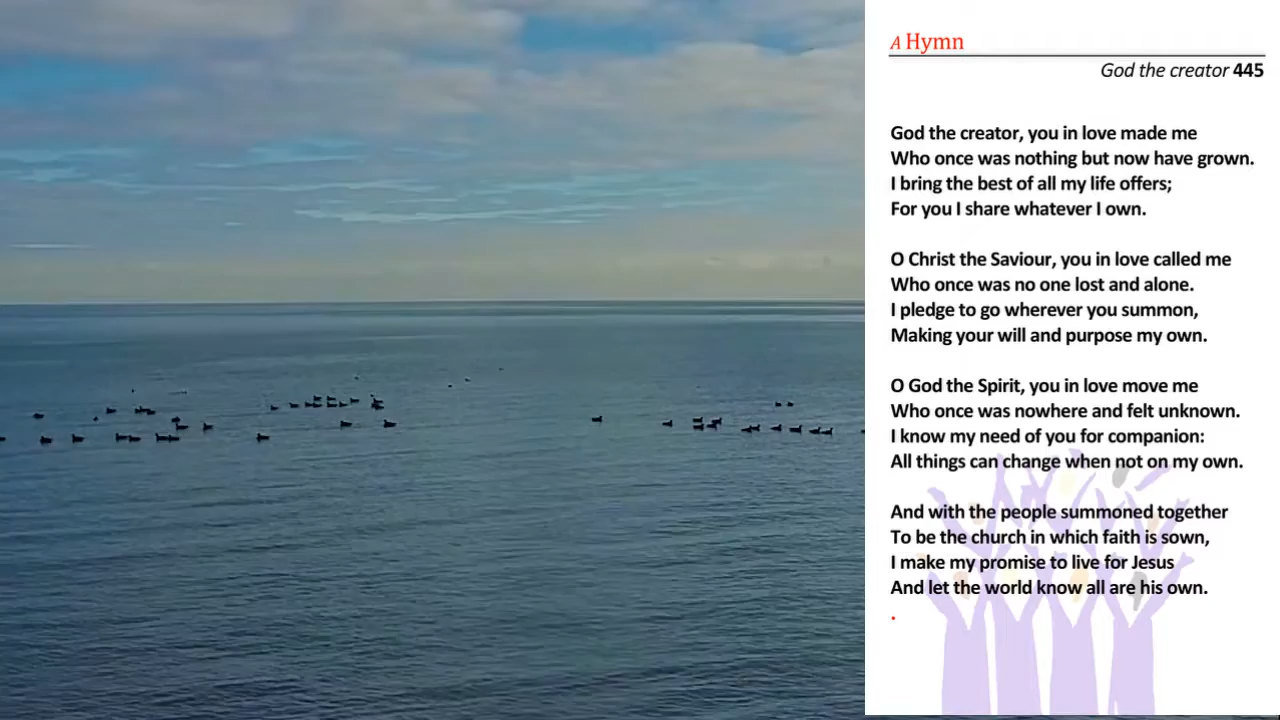 A Hymn
God the creator 445
God the creator, you in love made me
Who once was nothing but now have grown.
I bring the best of all my life offers;
For you I share whatever I own.
O Christ the Saviour, you in love called me
Who once was no one lost and alone.
I pledge to go wherever you summon,
Making your will and purpose my own.
O God the Spirit, you in love move me
Who once was nowhere and felt unknown.
I know my need of you for companion:
All things can change when not on my own.
And with the people summoned together
To be the church in which faith is sown,
I make my promise to live for Jesus
And let the world know all are his own.
.